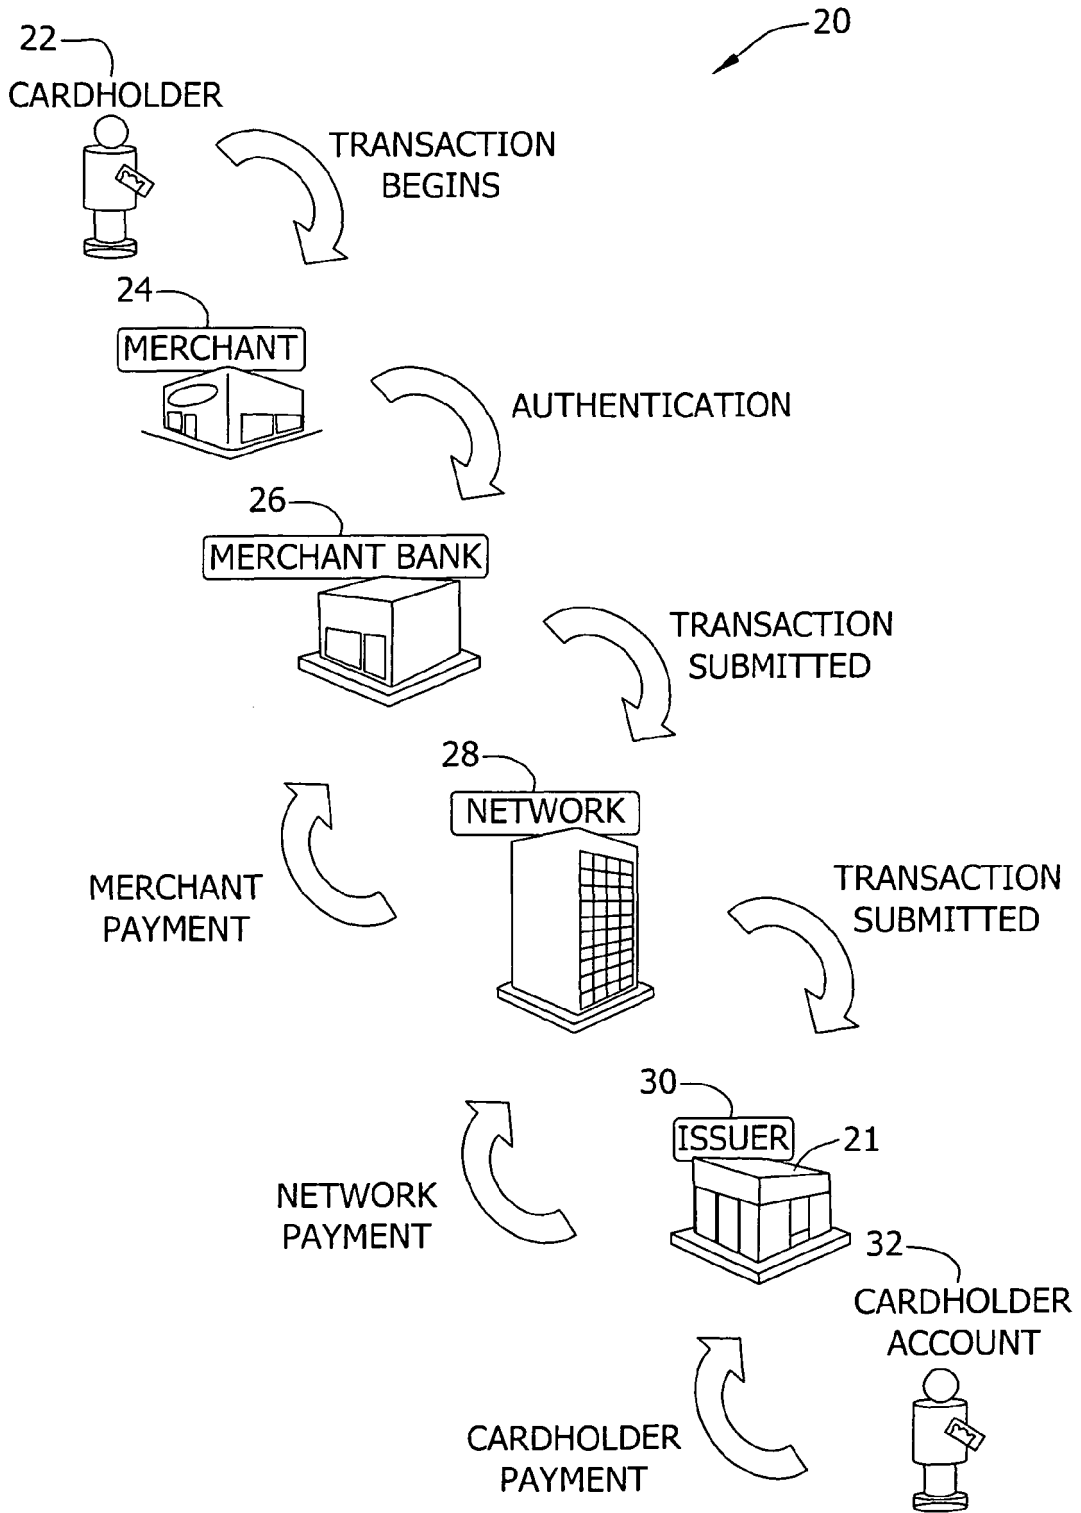 20
22
CARDHOLDER
TRANSACTION
BEGINS
24
MERCHANT
AUTHENTICATION
26
MERCHANT BANK
TRANSACTION
SUBMITTED
28
NETWORK
MERCHANT
PAYMENT
TRANSACTION
SUBMITTED
30
ISSUER
21
NETWORK
PAYMENT
32
CARDHOLDER
ACCOUNT
CARDHOLDER
PAYMENT